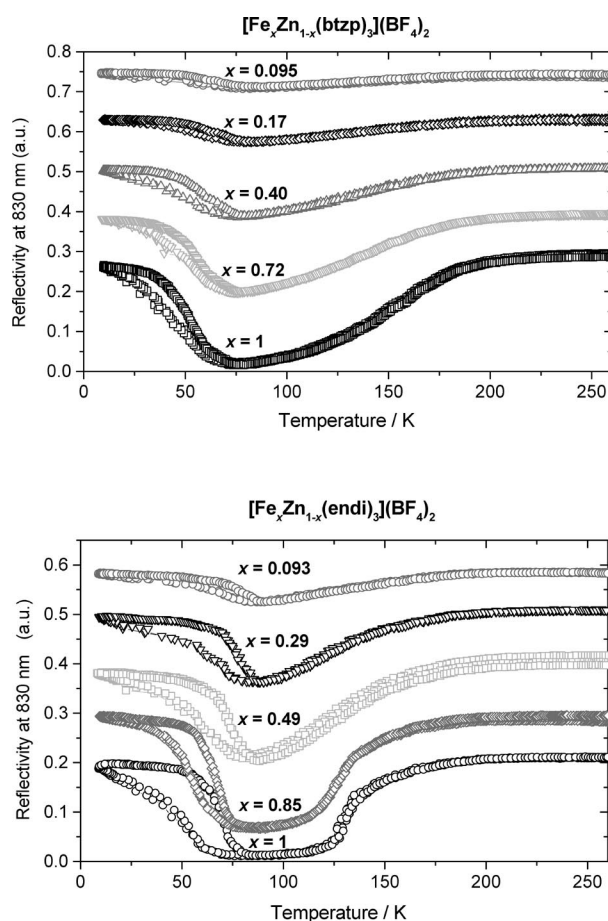 [FeₓZn₁₋ₓ(btzp)₃](BF₄)₂
0.8
0.7
0.6
0.5
0.4
0.3
0.2
0.1
0.0
Reflectivity at 830 nm (a.u.)
x = 0.095
x = 0.17
x = 0.40
x = 0.72
x = 1
0 50 100 150 200 250
Temperature / K
[FeₓZn₁₋ₓ(endi)₃](BF₄)₂
0.6
0.5
0.4
0.3
0.2
0.1
0.0
Reflectivity at 830 nm (a.u.)
x = 0.093
x = 0.29
x = 0.49
x = 0.85
x = 1
0 50 100 150 200 250
Temperature / K